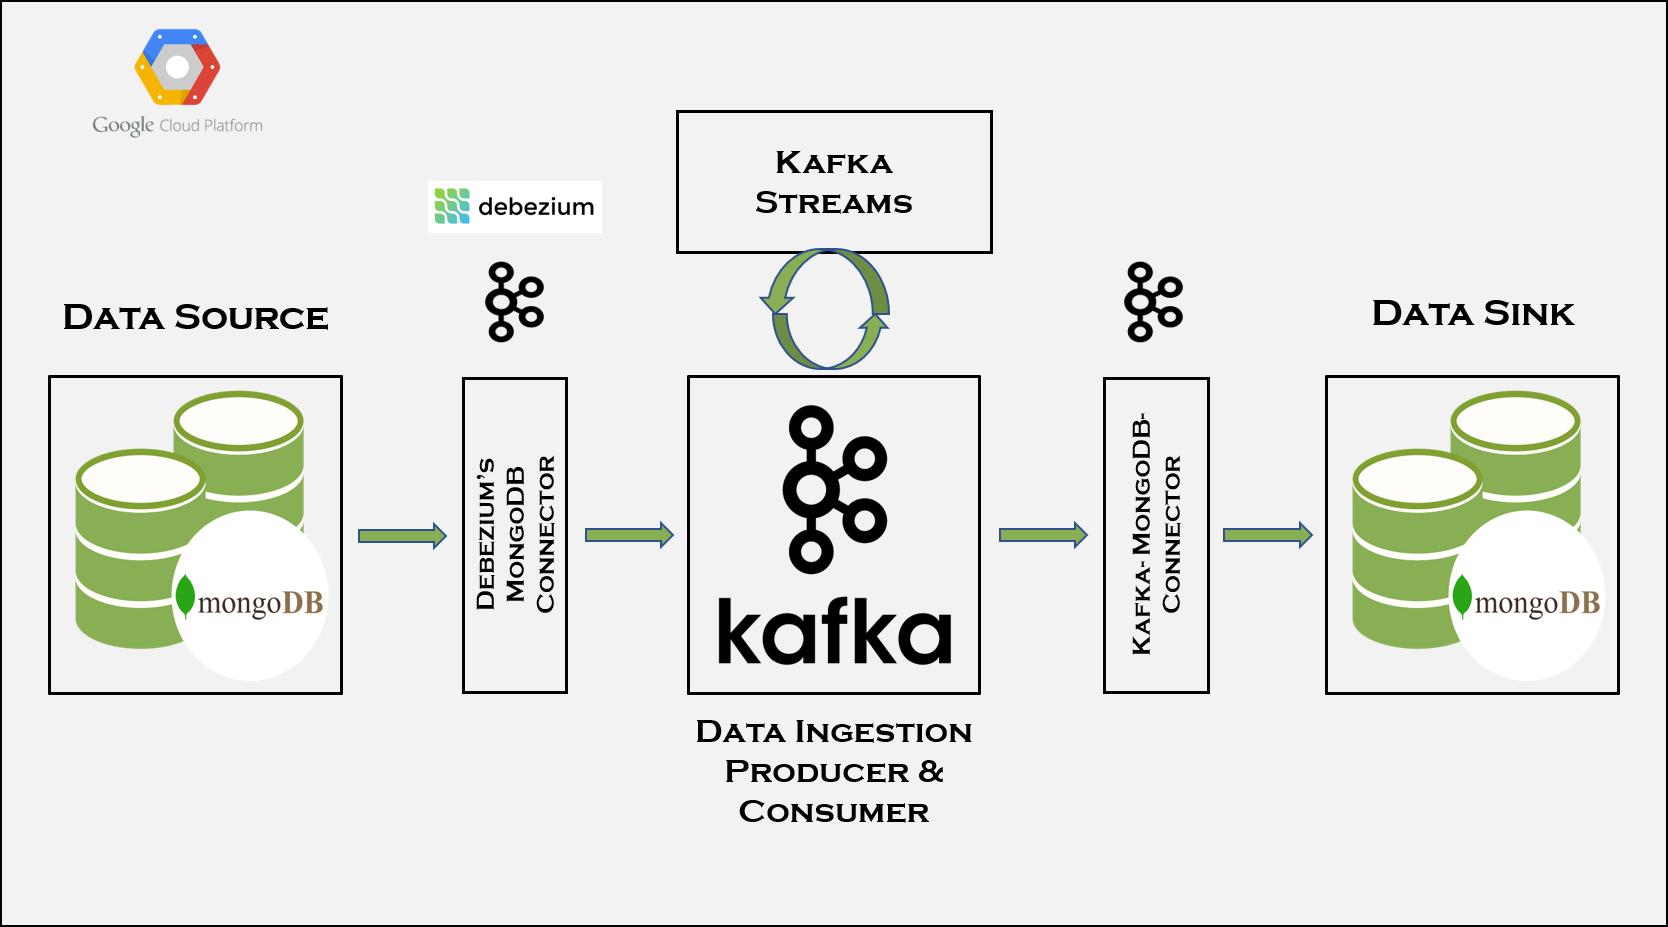 Google Cloud Platform
Kafka
Streams
debezium
Data Source
Data Sink
Debezium's
MongoDB
Connector
Kafka- MongoDB-
Connector
mongoDB
kafka
mongoDB
Data Ingestion
Producer &
Consumer